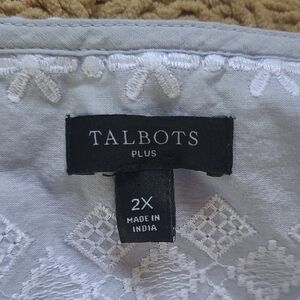 TALBOTS
PLUS
2X
MADE IN
INDIA